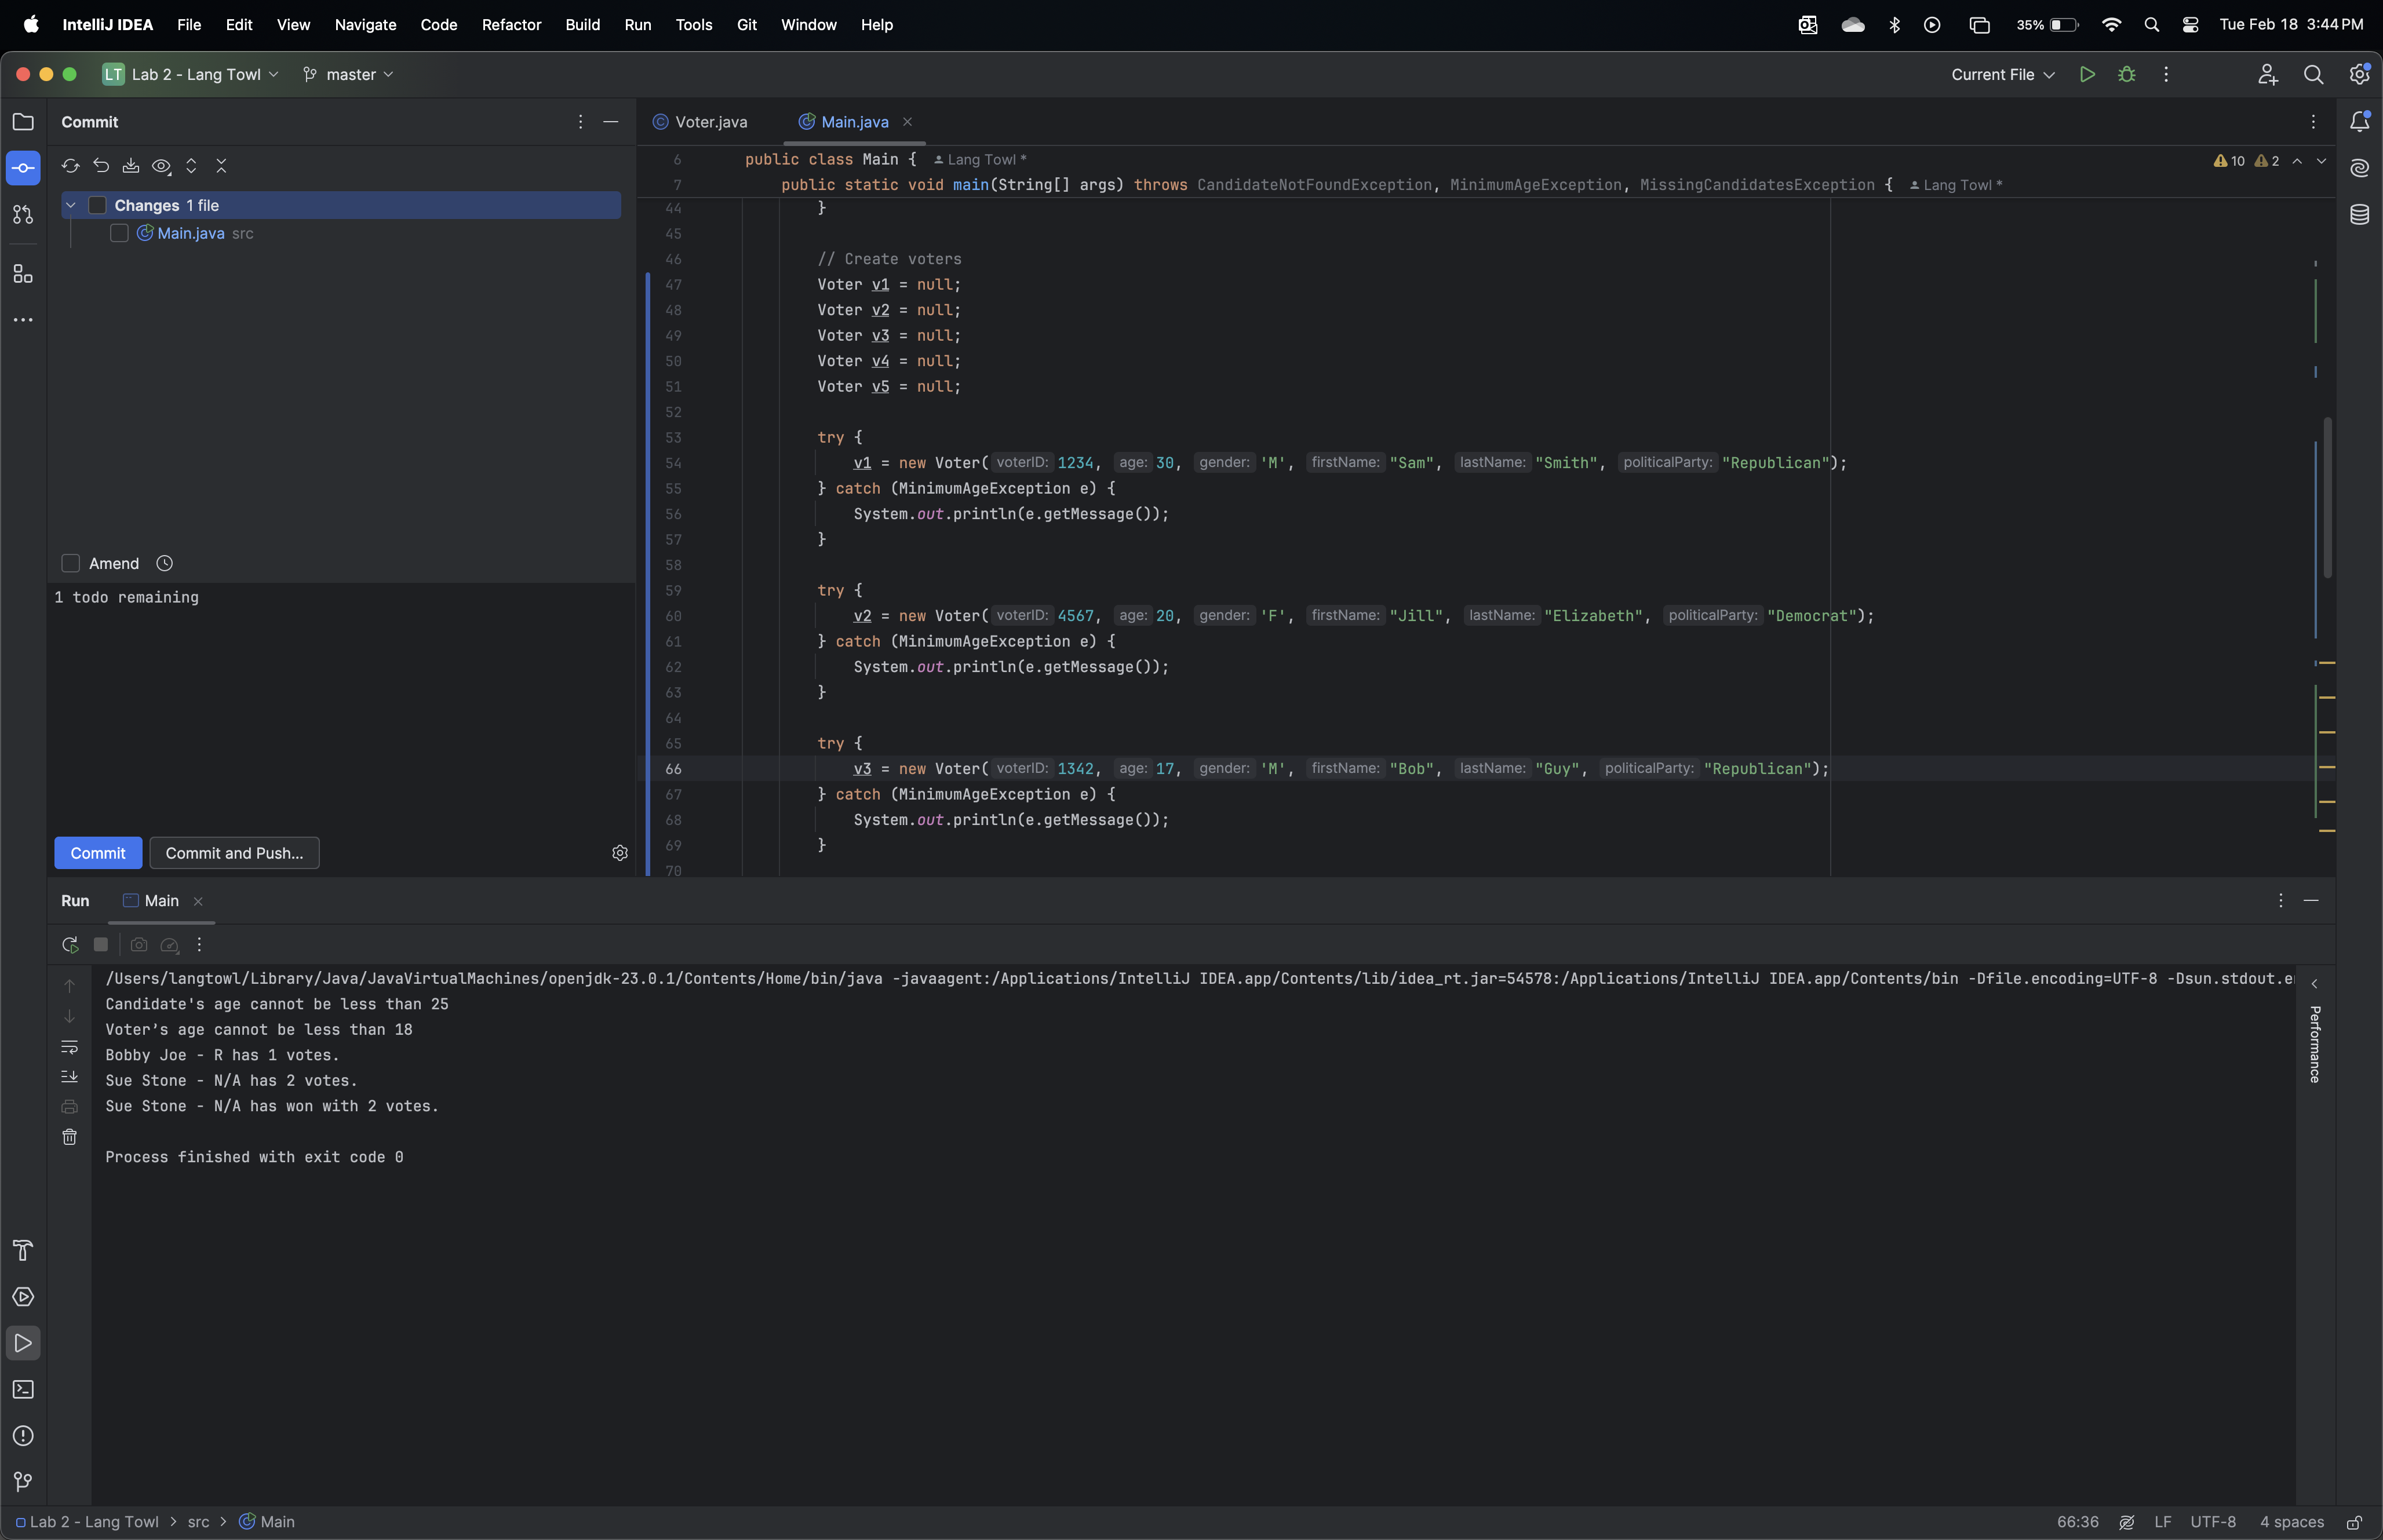 IntelliJ IDEA File Edit View Navigate Code Refactor Build Run Tools Git Window Help 35% Tue Feb 18 3:44 PM
LT Lab 2 - Lang Towl master Current File
Commit
Changes 1 file
Main.java src
Amend
1 todo remaining
Commit Commit and Push...
Voter.java Main.java
6 public class Main { Lang Towl * 10 2
7 public static void main(String[] args) throws CandidateNotFoundException, MinimumAgeException, MissingCandidatesException { Lang Towl *
44 }
45
46 // Create voters
47 Voter v1 = null;
48 Voter v2 = null;
49 Voter v3 = null;
50 Voter v4 = null;
51 Voter v5 = null;
52
53 try {
54 v1 = new Voter( voterID: 1234, age: 30, gender: 'M', firstName: "Sam", lastName: "Smith", politicalParty: "Republican");
55 } catch (MinimumAgeException e) {
56 System.out.println(e.getMessage());
57 }
58
59 try {
60 v2 = new Voter( voterID: 4567, age: 20, gender: 'F', firstName: "Jill", lastName: "Elizabeth", politicalParty: "Democrat");
61 } catch (MinimumAgeException e) {
62 System.out.println(e.getMessage());
63 }
64
65 try {
66 v3 = new Voter( voterID: 1342, age: 17, gender: 'M', firstName: "Bob", lastName: "Guy", politicalParty: "Republican");
67 } catch (MinimumAgeException e) {
68 System.out.println(e.getMessage());
69 }
70
Run Main
/Users/langtowl/Library/Java/JavaVirtualMachines/openjdk-23.0.1/Contents/Home/bin/java -javaagent:/Applications/IntelliJ IDEA.app/Contents/lib/idea_rt.jar=54578:/Applications/IntelliJ IDEA.app/Contents/bin -Dfile.encoding=UTF-8 -Dsun.stdout.e
Candidate's age cannot be less than 25
Voter’s age cannot be less than 18
Bobby Joe - R has 1 votes.
Sue Stone - N/A has 2 votes.
Sue Stone - N/A has won with 2 votes.
Process finished with exit code 0
Performance
Lab 2 - Lang Towl > src > Main 66:36 LF UTF-8 4 spaces